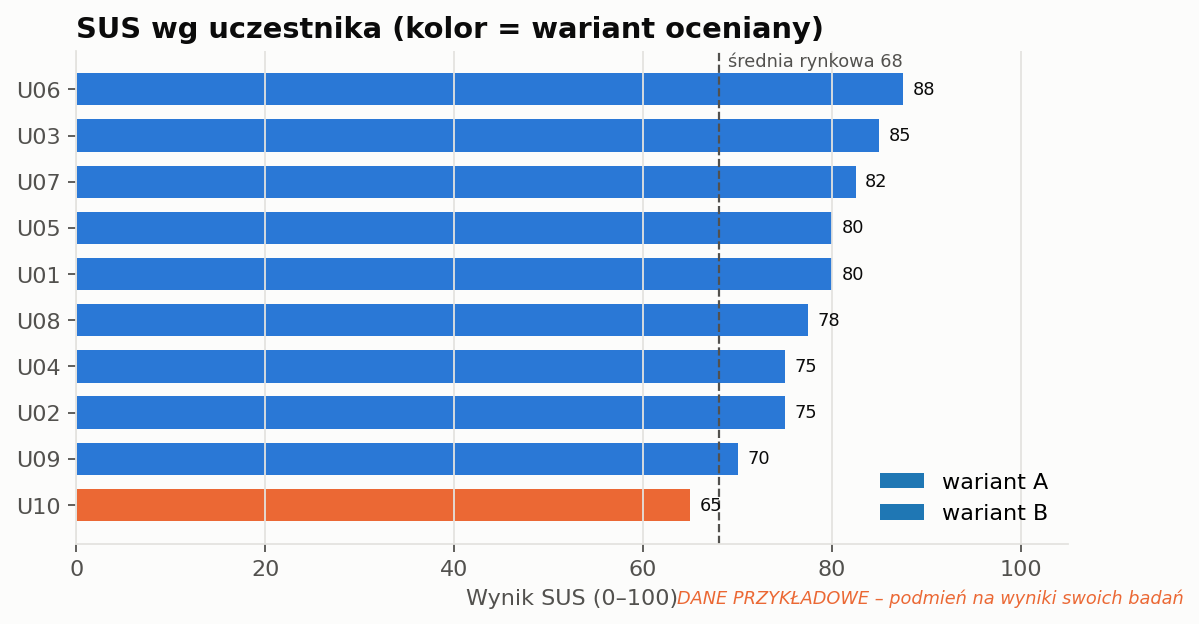 SUS wg uczestnika (kolor = wariant oceniany)
średnia rynkowa 68
U06 88
U03 85
U07 82
U05 80
U01 80
U08 78
U04 75
U02 75
U09 70
U10 65
wariant A
wariant B
0 20 40 60 80 100
Wynik SUS (0–100)
DANE PRZYKŁADOWE – podmień na wyniki swoich badań